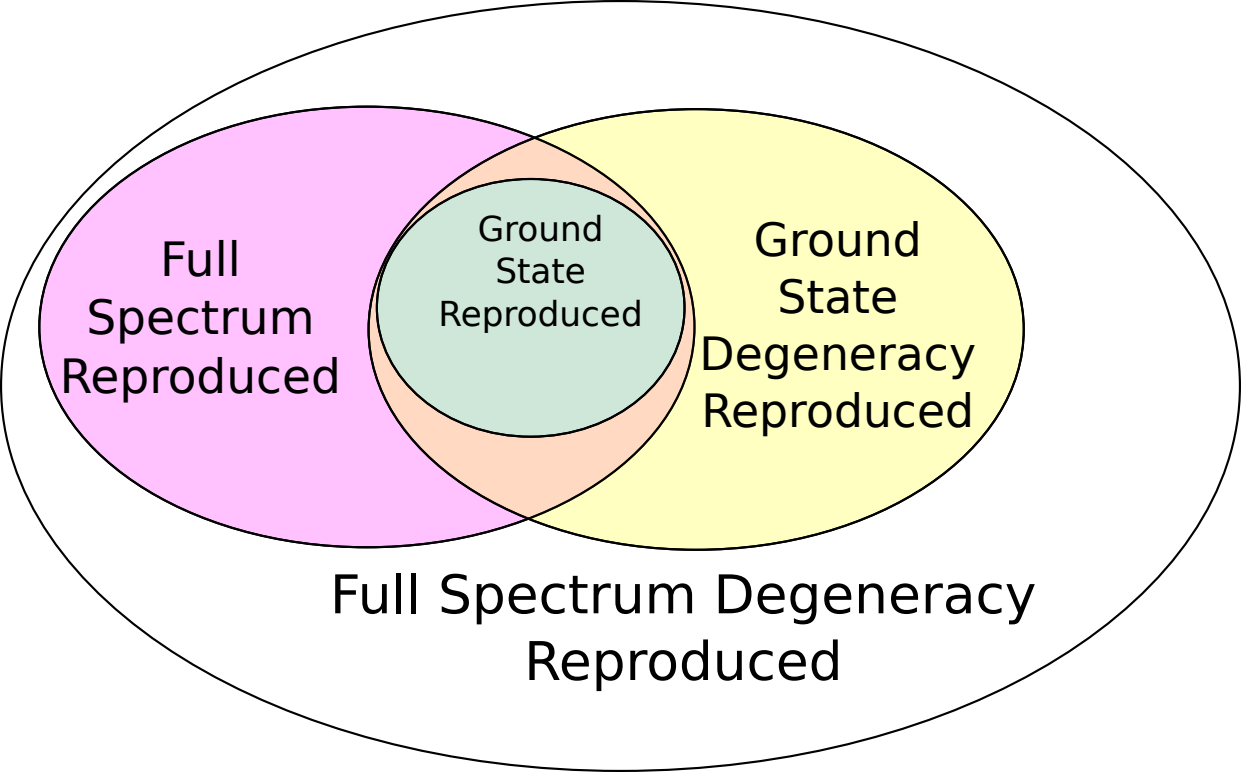 Full
Spectrum
Reproduced
Ground
State
Reproduced
Ground
State
Degeneracy
Reproduced
Full Spectrum Degeneracy
Reproduced